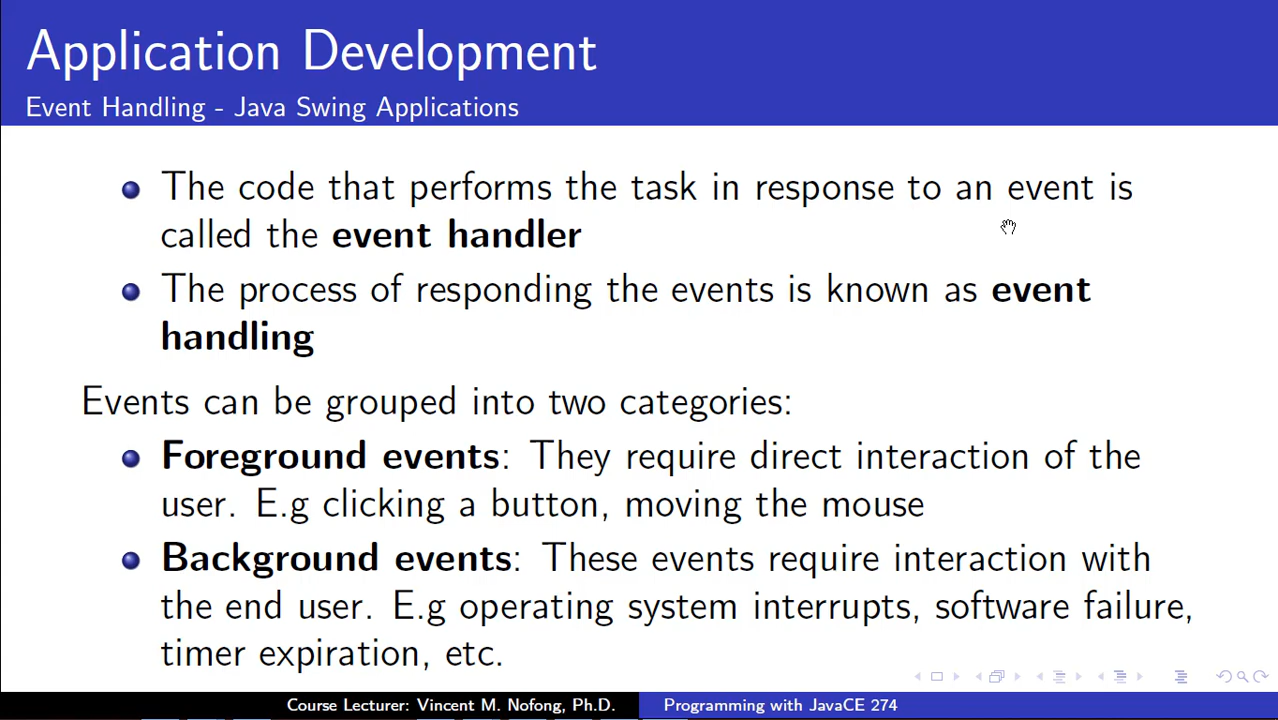 Application Development
Event Handling - Java Swing Applications
The code that performs the task in response to an event is
called the event handler
The process of responding the events is known as event
handling
Events can be grouped into two categories:
Foreground events: They require direct interaction of the
user. E.g clicking a button, moving the mouse
Background events: These events require interaction with
the end user. E.g operating system interrupts, software failure,
timer expiration, etc.
Course Lecturer: Vincent M. Nofong, Ph.D. Programming with JavaCE 274